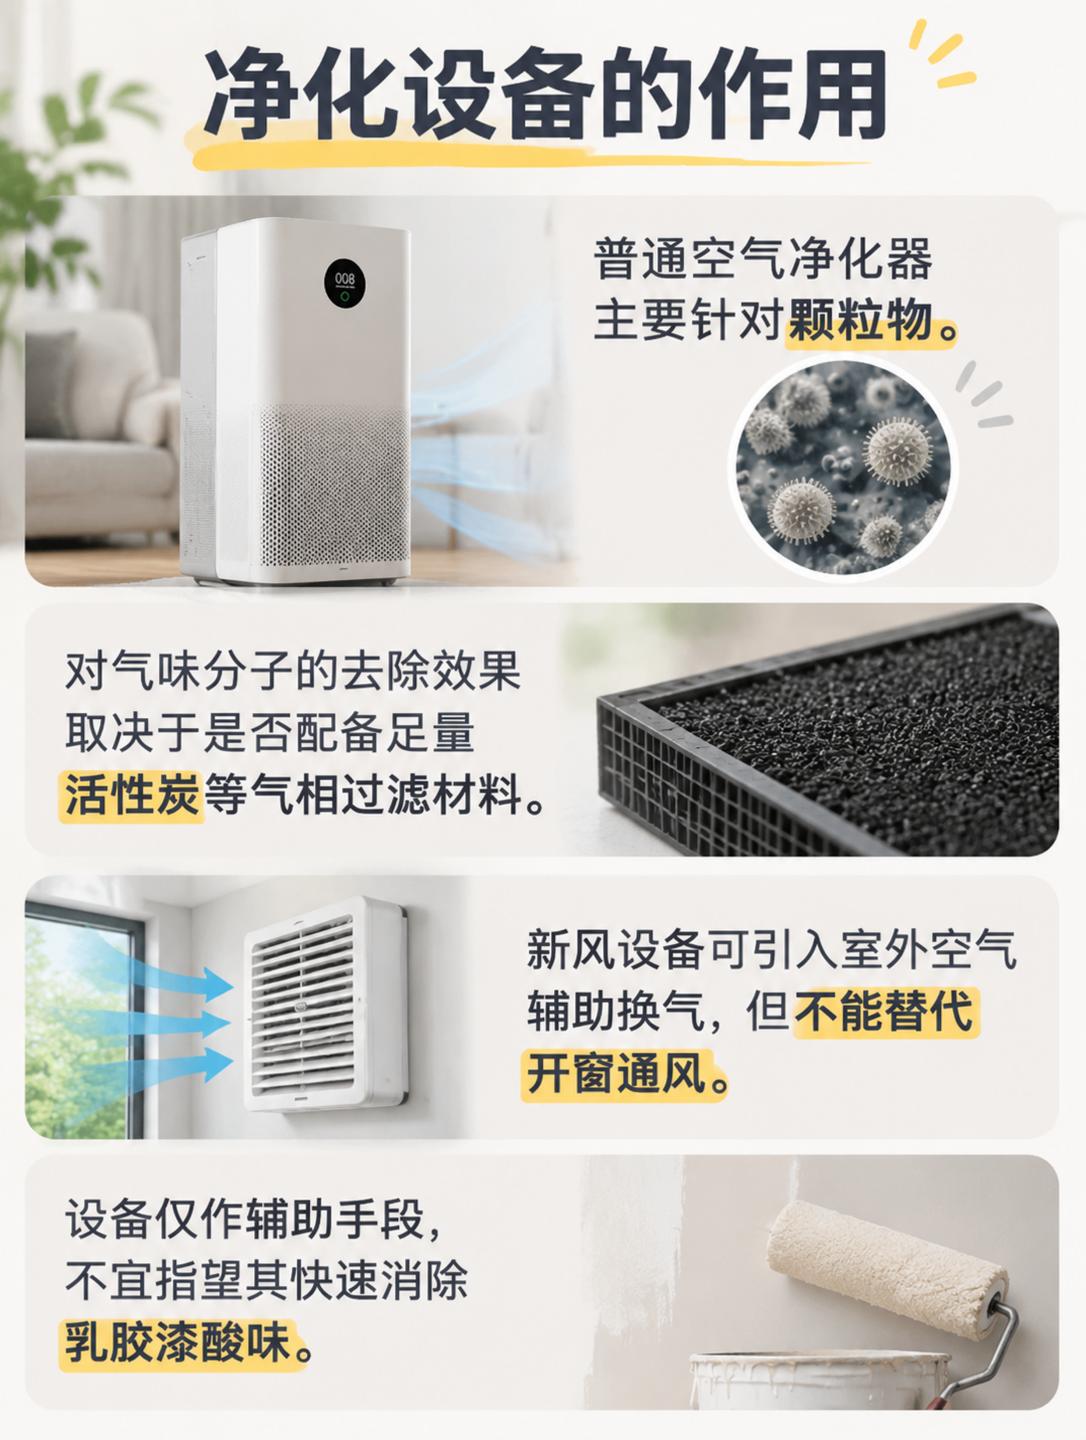 净化设备的作用
008
普通空气净化器
主要针对颗粒物。
对气味分子的去除效果
取决于是否配备足量
活性炭等气相过滤材料。
新风设备可引入室外空气
辅助换气，但不能替代
开窗通风。
设备仅作辅助手段，
不宜指望其快速消除
乳胶漆酸味。